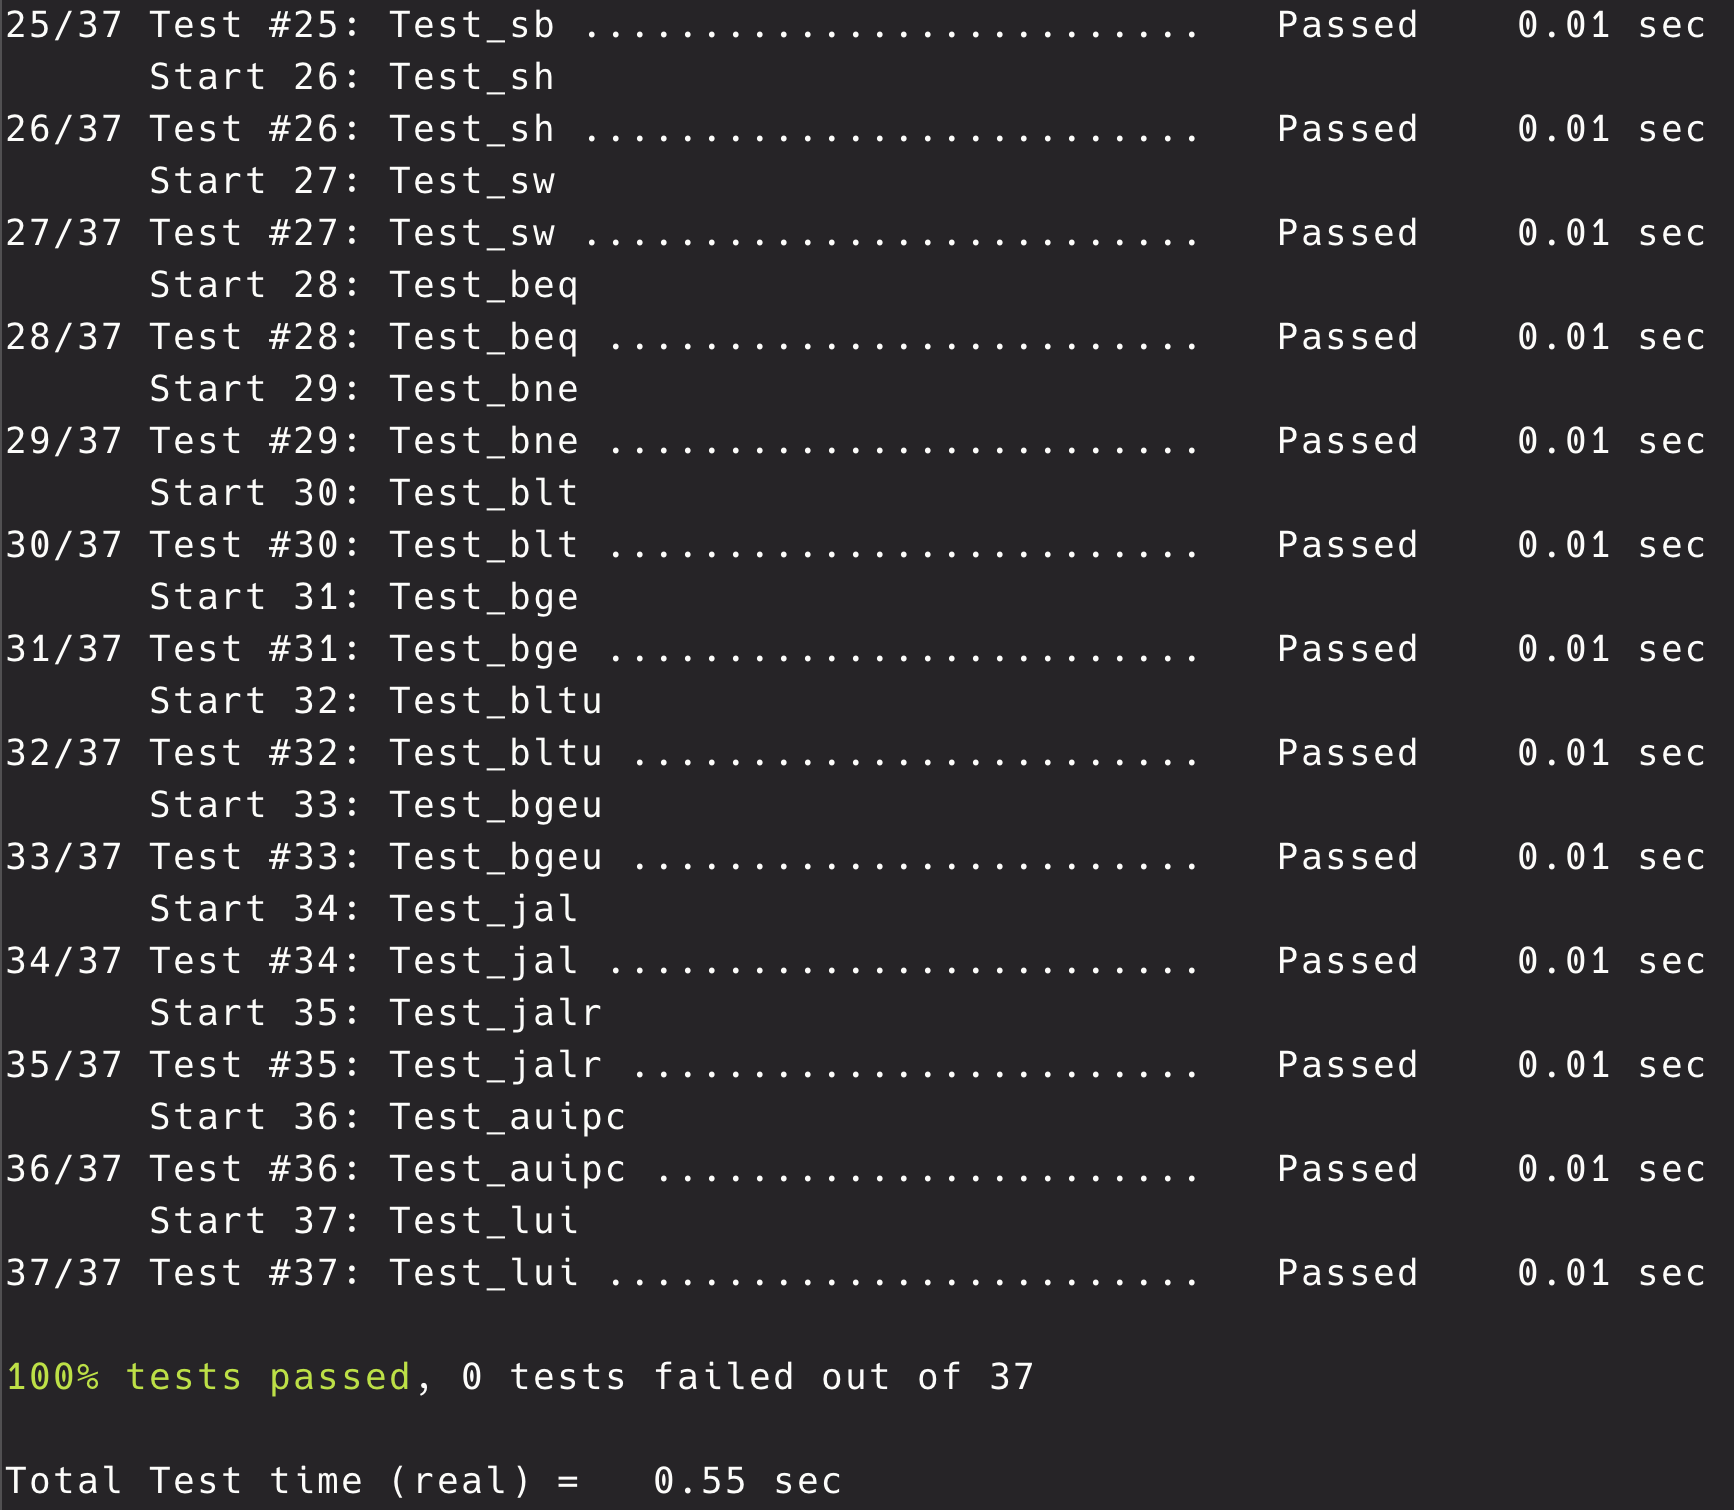 25/37 Test #25: Test_sb ..........................   Passed    0.01 sec
      Start 26: Test_sh
26/37 Test #26: Test_sh ..........................   Passed    0.01 sec
      Start 27: Test_sw
27/37 Test #27: Test_sw ..........................   Passed    0.01 sec
      Start 28: Test_beq
28/37 Test #28: Test_beq .........................   Passed    0.01 sec
      Start 29: Test_bne
29/37 Test #29: Test_bne .........................   Passed    0.01 sec
      Start 30: Test_blt
30/37 Test #30: Test_blt .........................   Passed    0.01 sec
      Start 31: Test_bge
31/37 Test #31: Test_bge .........................   Passed    0.01 sec
      Start 32: Test_bltu
32/37 Test #32: Test_bltu ........................   Passed    0.01 sec
      Start 33: Test_bgeu
33/37 Test #33: Test_bgeu ........................   Passed    0.01 sec
      Start 34: Test_jal
34/37 Test #34: Test_jal .........................   Passed    0.01 sec
      Start 35: Test_jalr
35/37 Test #35: Test_jalr ........................   Passed    0.01 sec
      Start 36: Test_auipc
36/37 Test #36: Test_auipc .......................   Passed    0.01 sec
      Start 37: Test_lui
37/37 Test #37: Test_lui .........................   Passed    0.01 sec
100% tests passed, 0 tests failed out of 37
Total Test time (real) =   0.55 sec